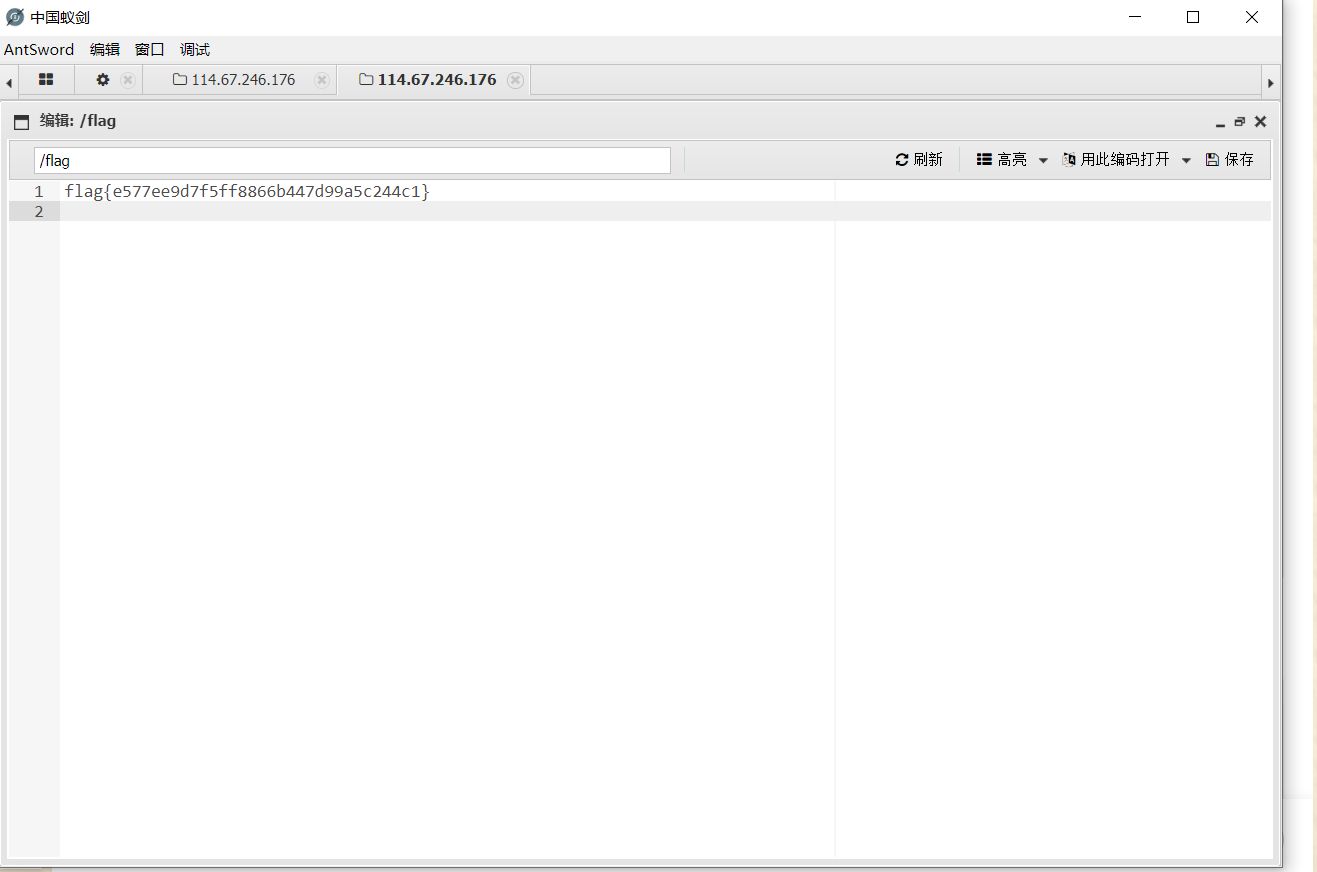 中国蚁剑
AntSword 编辑 窗口 调试
114.67.246.176 114.67.246.176
编辑: /flag
/flag 刷新 高亮 用此编码打开 保存
1 flag{e577ee9d7f5ff8866b447d99a5c244c1}
2